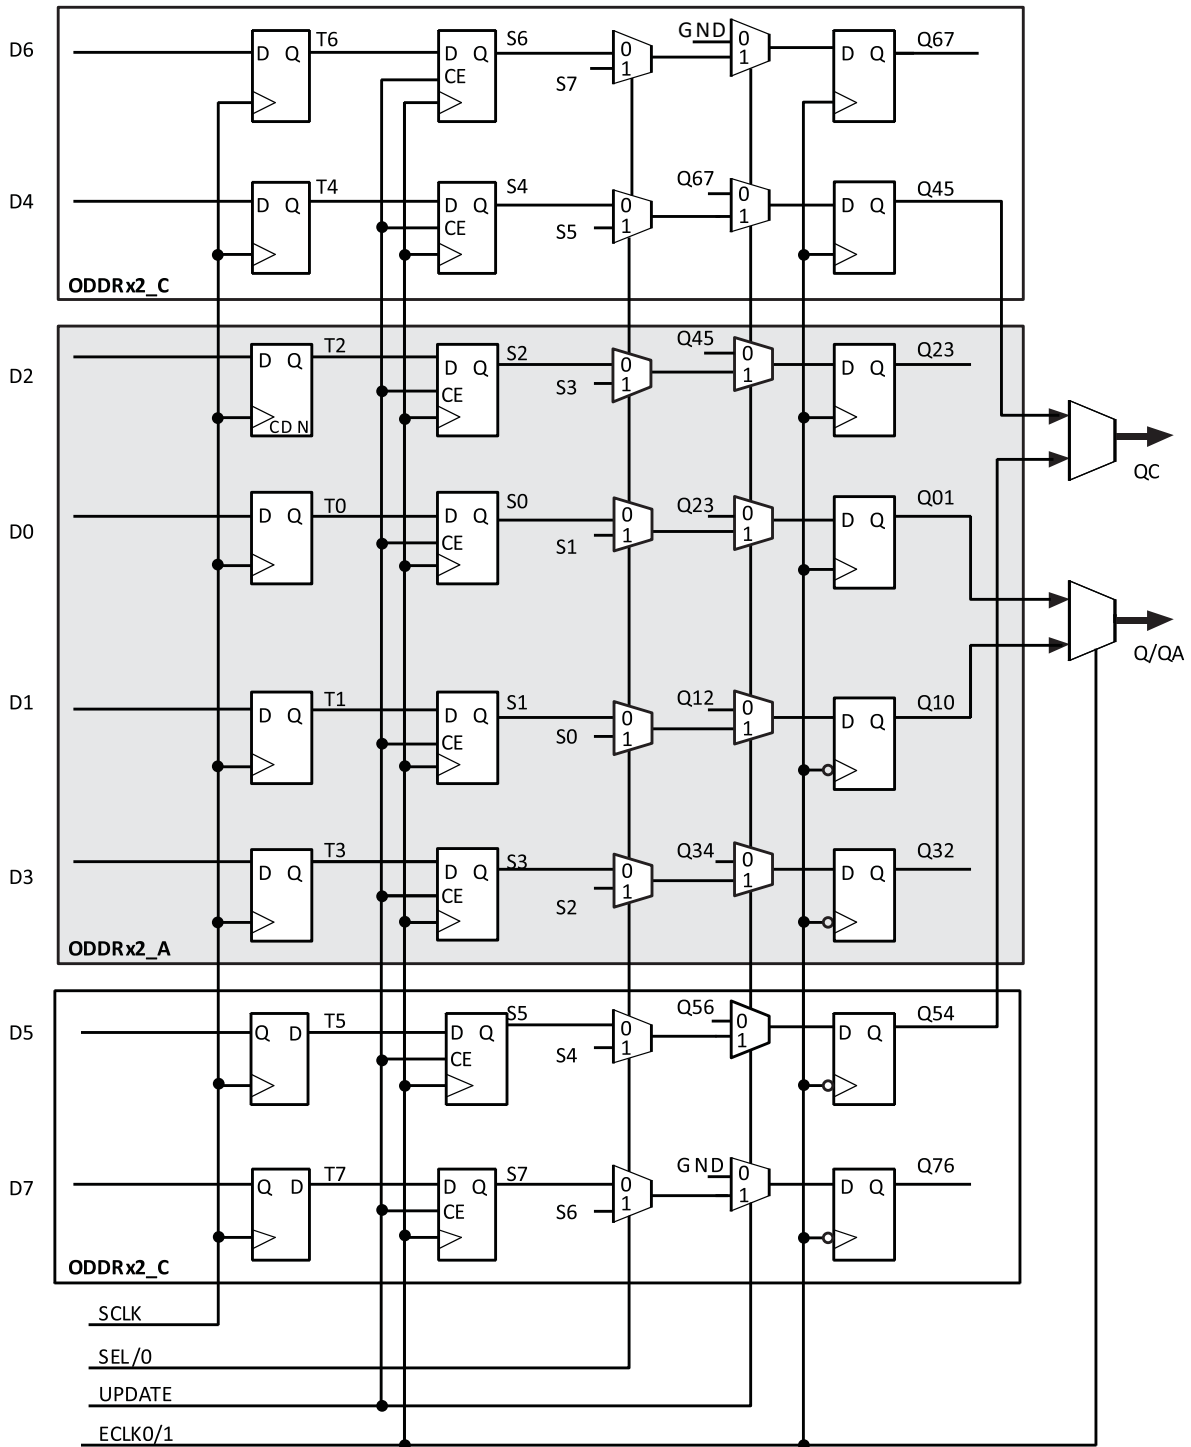 D6
D Q
T6
D Q
CE
S6
S7
0
1
GND
0
1
D Q
Q67
D4
D Q
T4
D Q
CE
S4
S5
0
1
Q67
0
1
D Q
Q45
ODDRx2_C
D2
D Q
CDN
T2
D Q
CE
S2
S3
0
1
Q45
0
1
D Q
Q23
QC
D0
D Q
T0
D Q
CE
S0
S1
0
1
Q23
0
1
D Q
Q01
Q/QA
D1
D Q
T1
D Q
CE
S1
S0
0
1
Q12
0
1
D Q
Q10
D3
D Q
T3
D Q
CE
S3
S2
0
1
Q34
0
1
D Q
Q32
ODDRx2_A
D5
Q D
T5
D Q
CE
S5
S4
0
1
Q56
0
1
D Q
Q54
D7
Q D
T7
D Q
CE
S7
S6
0
1
GND
0
1
D Q
Q76
ODDRx2_C
SCLK
SEL/0
UPDATE
ECLK0/1